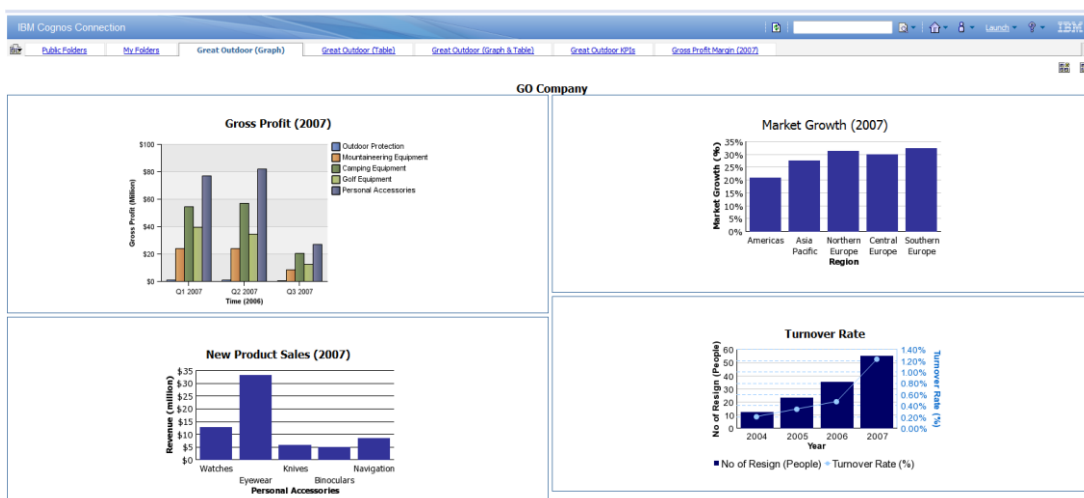 IBM Cognos Connection
Launch
IBM
Public Folders
My Folders
Great Outdoor (Graph)
Great Outdoor (Table)
Great Outdoor (Graph & Table)
Great Outdoor KPIs
Gross Profit Margin (2007)
GO Company
Gross Profit (2007)
Gross Profit (Million)
$100
$80
$60
$40
$20
$0
Q1 2007 Q2 2007 Q3 2007
Time (2006)
Outdoor Protection
Mountaineering Equipment
Camping Equipment
Golf Equipment
Personal Accessories
Market Growth (2007)
Market Growth (%)
35%
30%
25%
20%
15%
10%
5%
0%
Americas Asia Northern Central Southern
Pacific Europe Europe Europe
Region
New Product Sales (2007)
Revenue (million)
$35
$30
$25
$20
$15
$10
$5
$0
Watches Knives Navigation
Eyewear Binoculars
Personal Accessories
Turnover Rate
No of Resign (People)
60
50
40
30
20
10
0
1.40%
1.20%
1.00%
0.80%
0.60%
0.40%
0.20%
0.00%
Turnover Rate (%)
2004 2005 2006 2007
Year
No of Resign (People) Turnover Rate (%)